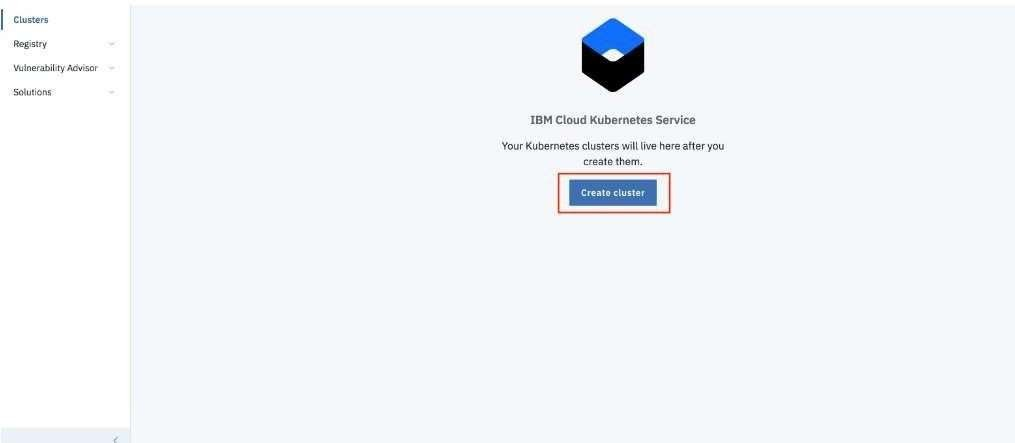 Clusters
Registry
Vulnerability Advisor
Solutions
IBM Cloud Kubernetes Service
Your Kubernetes clusters will live here after you
create them.
Create cluster